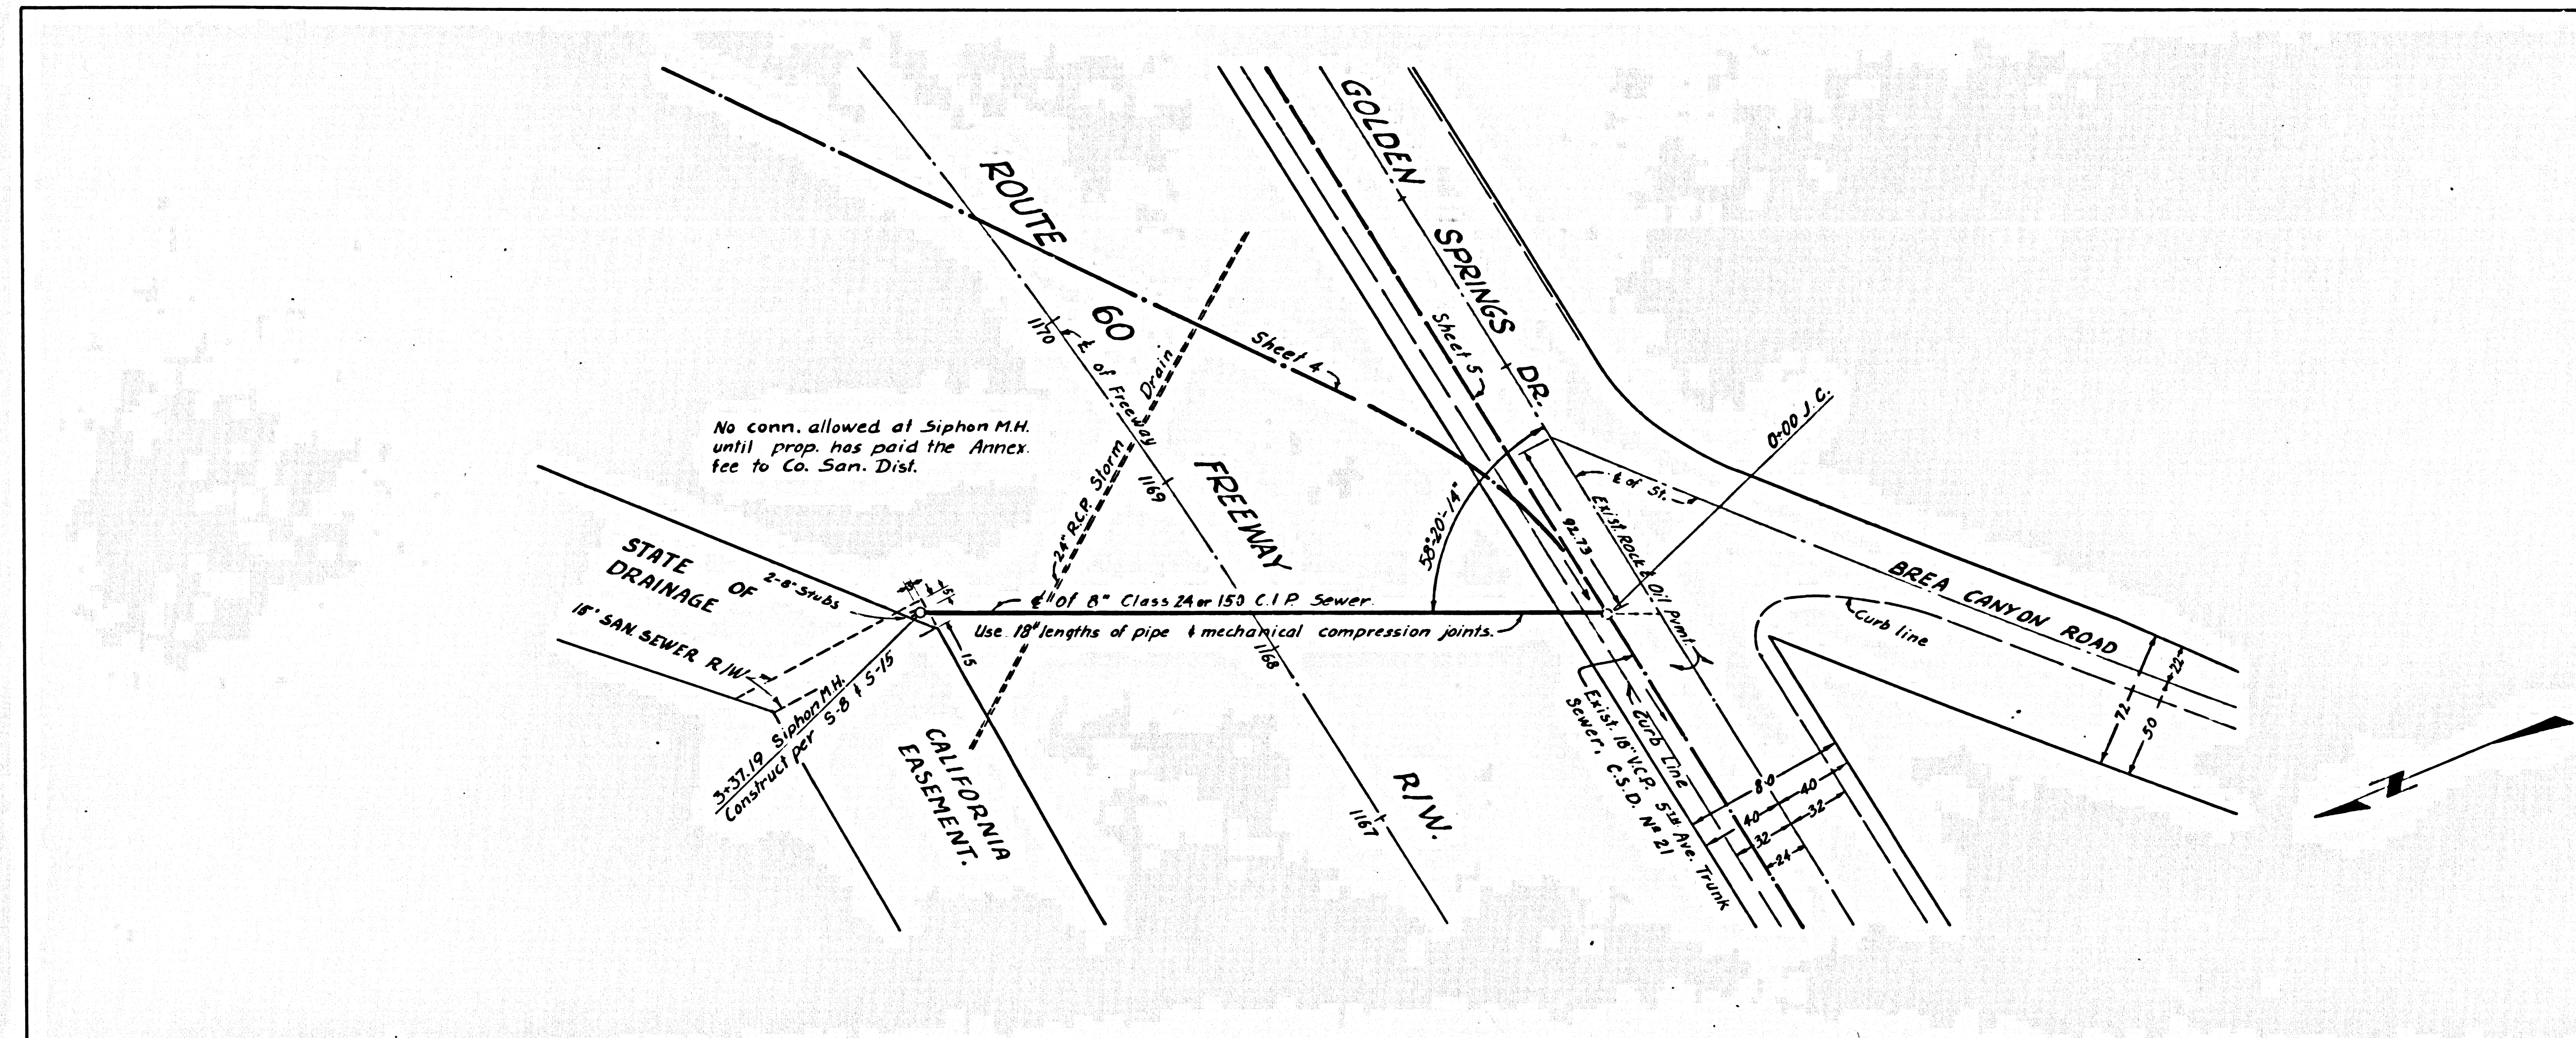 GOLDEN SPRINGS DR.
ROUTE 60 FREEWAY R/W.
1170
℄ of Freeway
1169
1168
1167
24" R.C.P. Storm Drain
Sheet 4
Sheet 5
0+00 J.C.
No conn. allowed at Siphon M.H.
until prop. has paid the Annex.
fee to Co. San. Dist.
58°-20'-14"
92.73
℄ of St.
Exist. Rock & Oil Pvmt.
BREA CANYON ROAD
Curb line
22
72
50
STATE OF CALIFORNIA
DRAINAGE EASEMENT.
2-8" Stubs
15' SAN. SEWER R/W
15
℄ of 8" Class 24 or 150 C.I.P. Sewer.
Use 18' lengths of pipe & mechanical compression joints.
3+37.19 Siphon M.H.
Construct per S-8 & S-15
Curb Line
Exist. 18" V.C.P. 5TH Ave. Trunk
Sewer, C.S.D. No 21
80
40
40
32
32
24
N